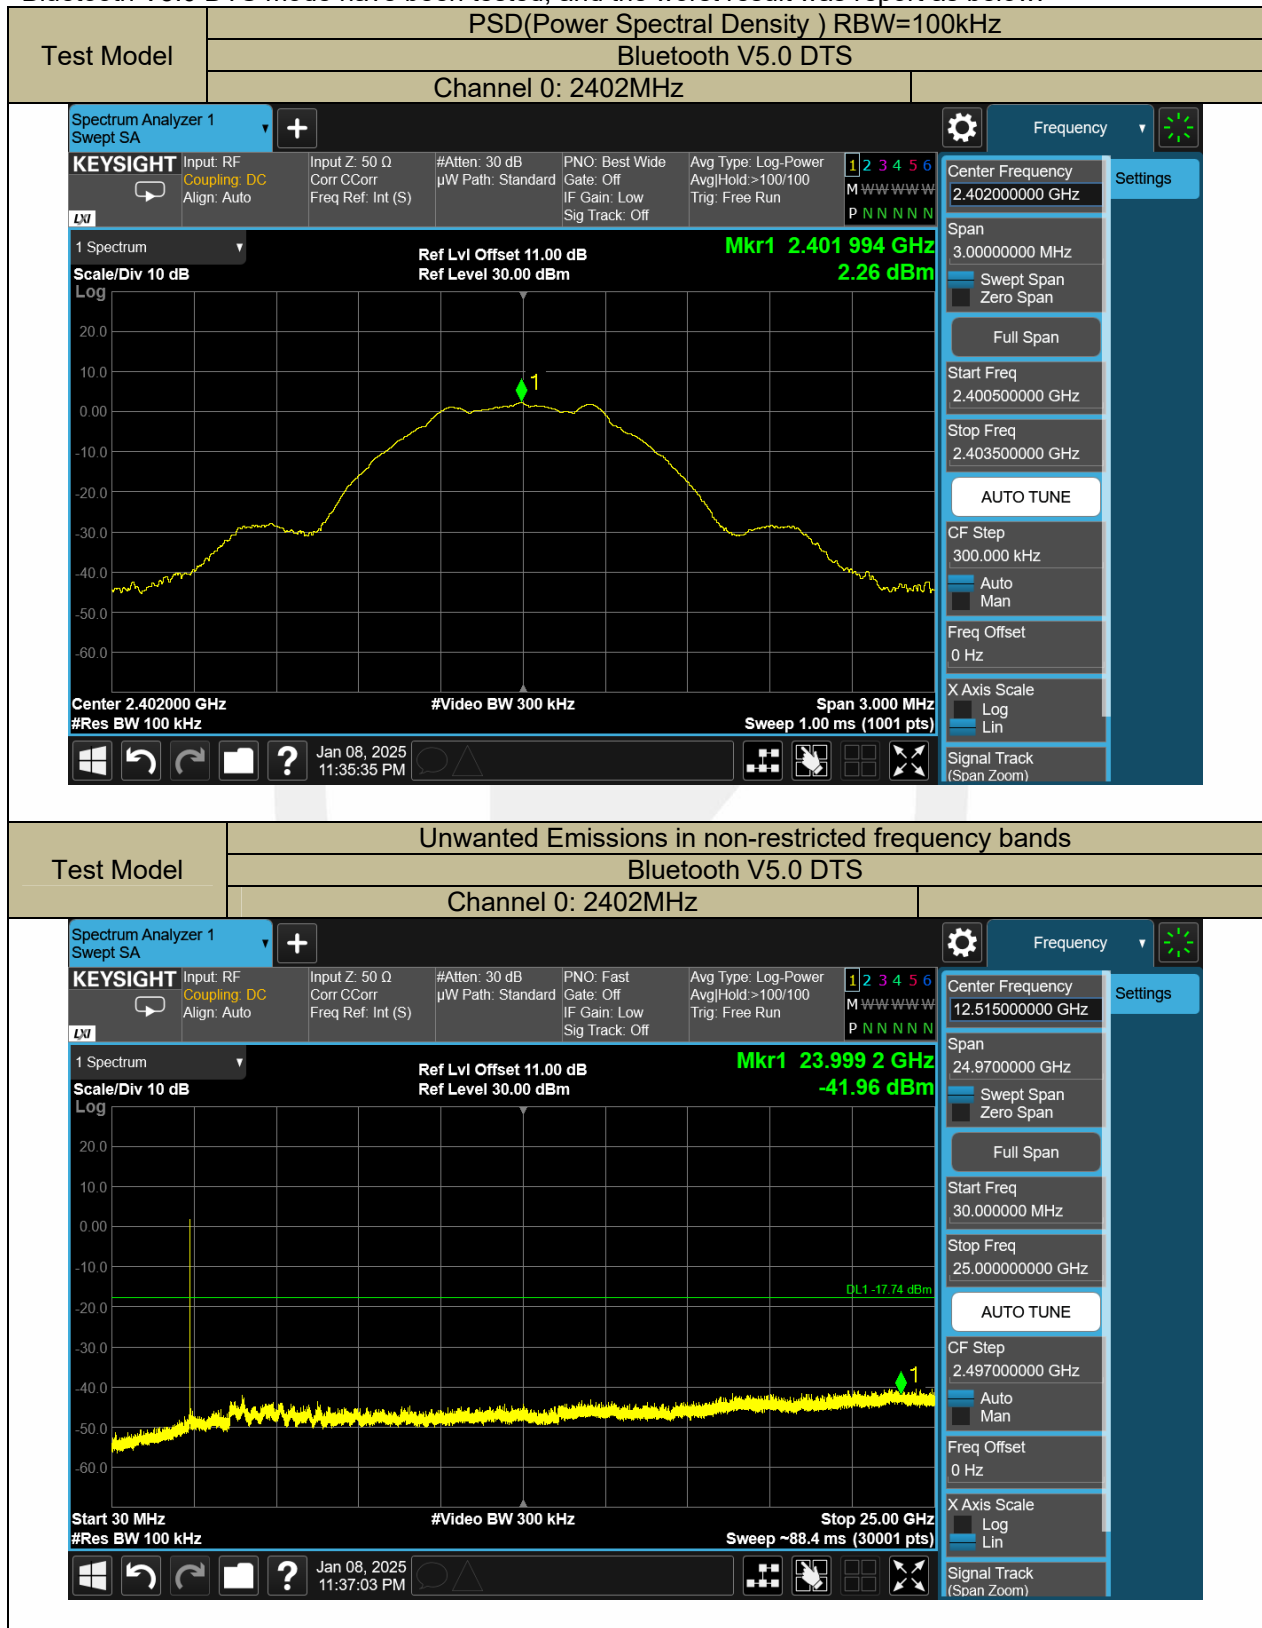 Bluetooth V5.0 DTS mode have been tested, and the worst result was report as below:
Test Model
PSD(Power Spectral Density ) RBW=100kHz
Bluetooth V5.0 DTS
Channel 0: 2402MHz
Spectrum Analyzer 1
Swept SA
Frequency
KEYSIGHT
LXI
Input: RF
Coupling: DC
Align: Auto
Input Z: 50 Ω
Corr CCorr
Freq Ref: Int (S)
#Atten: 30 dB
µW Path: Standard
PNO: Best Wide
Gate: Off
IF Gain: Low
Sig Track: Off
Avg Type: Log-Power
Avg|Hold:>100/100
Trig: Free Run
1 2 3 4 5 6
M W W W W W
P N N N N N
1 Spectrum
Scale/Div 10 dB
Log
Ref Lvl Offset 11.00 dB
Ref Level 30.00 dBm
Mkr1 2.401 994 GHz
2.26 dBm
20.0
10.0
0.00
-10.0
-20.0
-30.0
-40.0
-50.0
-60.0
1
Center 2.402000 GHz
#Res BW 100 kHz
#Video BW 300 kHz
Span 3.000 MHz
Sweep 1.00 ms (1001 pts)
?
Jan 08, 2025
11:35:35 PM
Center Frequency
2.402000000 GHz
Span
3.00000000 MHz
Swept Span
Zero Span
Full Span
Start Freq
2.400500000 GHz
Stop Freq
2.403500000 GHz
AUTO TUNE
CF Step
300.000 kHz
Auto
Man
Freq Offset
0 Hz
X Axis Scale
Log
Lin
Signal Track
(Span Zoom)
Settings
Test Model
Unwanted Emissions in non-restricted frequency bands
Bluetooth V5.0 DTS
Channel 0: 2402MHz
Spectrum Analyzer 1
Swept SA
Frequency
KEYSIGHT
LXI
Input: RF
Coupling: DC
Align: Auto
Input Z: 50 Ω
Corr CCorr
Freq Ref: Int (S)
#Atten: 30 dB
µW Path: Standard
PNO: Fast
Gate: Off
IF Gain: Low
Sig Track: Off
Avg Type: Log-Power
Avg|Hold:>100/100
Trig: Free Run
1 2 3 4 5 6
M W W W W W
P N N N N N
1 Spectrum
Scale/Div 10 dB
Log
Ref Lvl Offset 11.00 dB
Ref Level 30.00 dBm
Mkr1 23.999 2 GHz
-41.96 dBm
20.0
10.0
0.00
-10.0
-20.0
-30.0
-40.0
-50.0
-60.0
DL1 -17.74 dBm
1
Start 30 MHz
#Res BW 100 kHz
#Video BW 300 kHz
Stop 25.00 GHz
Sweep ~88.4 ms (30001 pts)
?
Jan 08, 2025
11:37:03 PM
Center Frequency
12.515000000 GHz
Span
24.9700000 GHz
Swept Span
Zero Span
Full Span
Start Freq
30.000000 MHz
Stop Freq
25.000000000 GHz
AUTO TUNE
CF Step
2.497000000 GHz
Auto
Man
Freq Offset
0 Hz
X Axis Scale
Log
Lin
Signal Track
(Span Zoom)
Settings